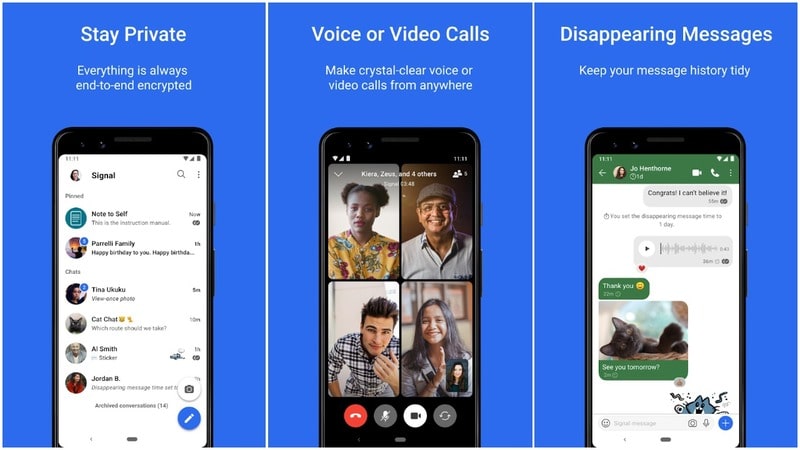 Stay Private
Everything is always
end-to-end encrypted
11:11
Signal
Pinned
Note to Self
Now
This is the instruction manual.
Parrelli Family
1h
Happy birthday to you. Happy birthda...
Chats
Tina Ukuku
5m
View-once photo
Cat Chat
10m
Which route should we take?
Al Smith
1h
Sticker
Jordan B.
Disappearing message time set to
Archived conversations (14)
Voice or Video Calls
Make crystal-clear voice or
video calls from anywhere
11:11
Kiera, Zeus, and 4 others
5
Signal 03:48
Disappearing Messages
Keep your message history tidy
11:11
Jo Henthorne
1d
Congrats! I can't believe it!
55m
You set the disappearing message time to
1 day.
0:43
Thank you
22m
See you tomorrow?
2m
Signal message